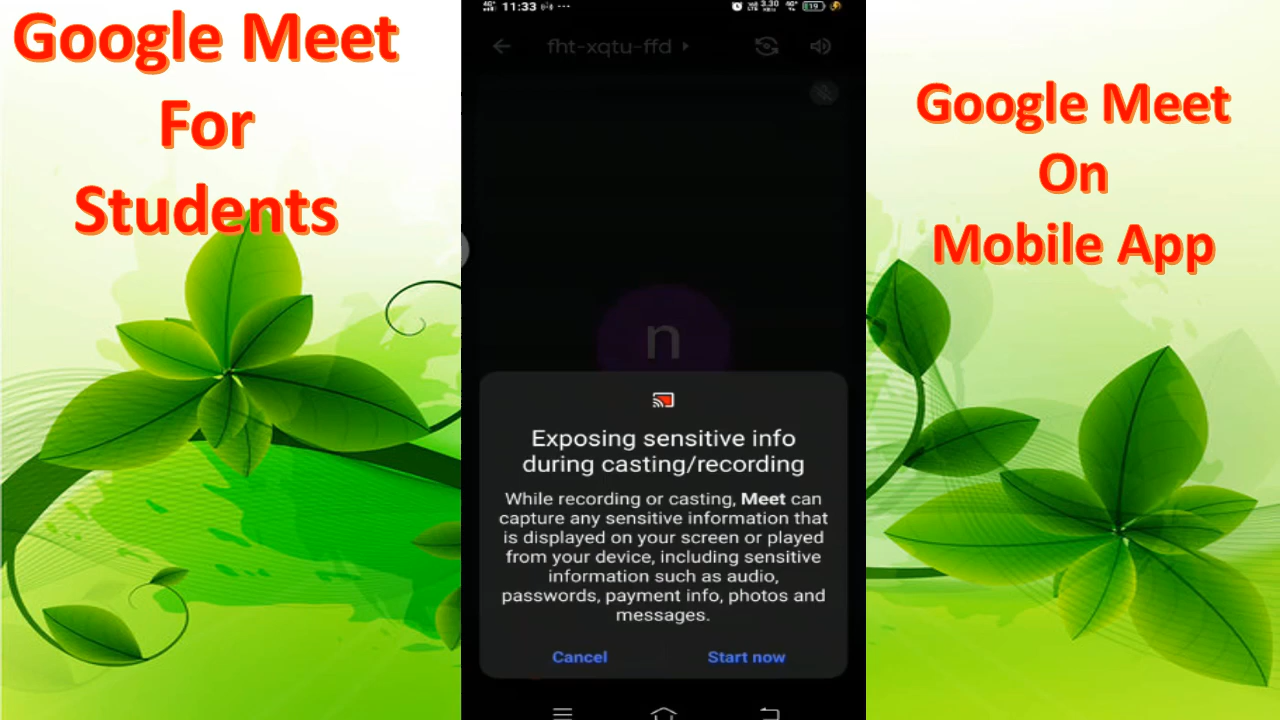 Google Meet
For
Students
11:33
fht-xqtu-ffd
n
Exposing sensitive info
during casting/recording
While recording or casting, Meet can
capture any sensitive information that
is displayed on your screen or played
from your device, including sensitive
information such as audio,
passwords, payment info, photos and
messages.
Cancel Start now
Google Meet
On
Mobile App